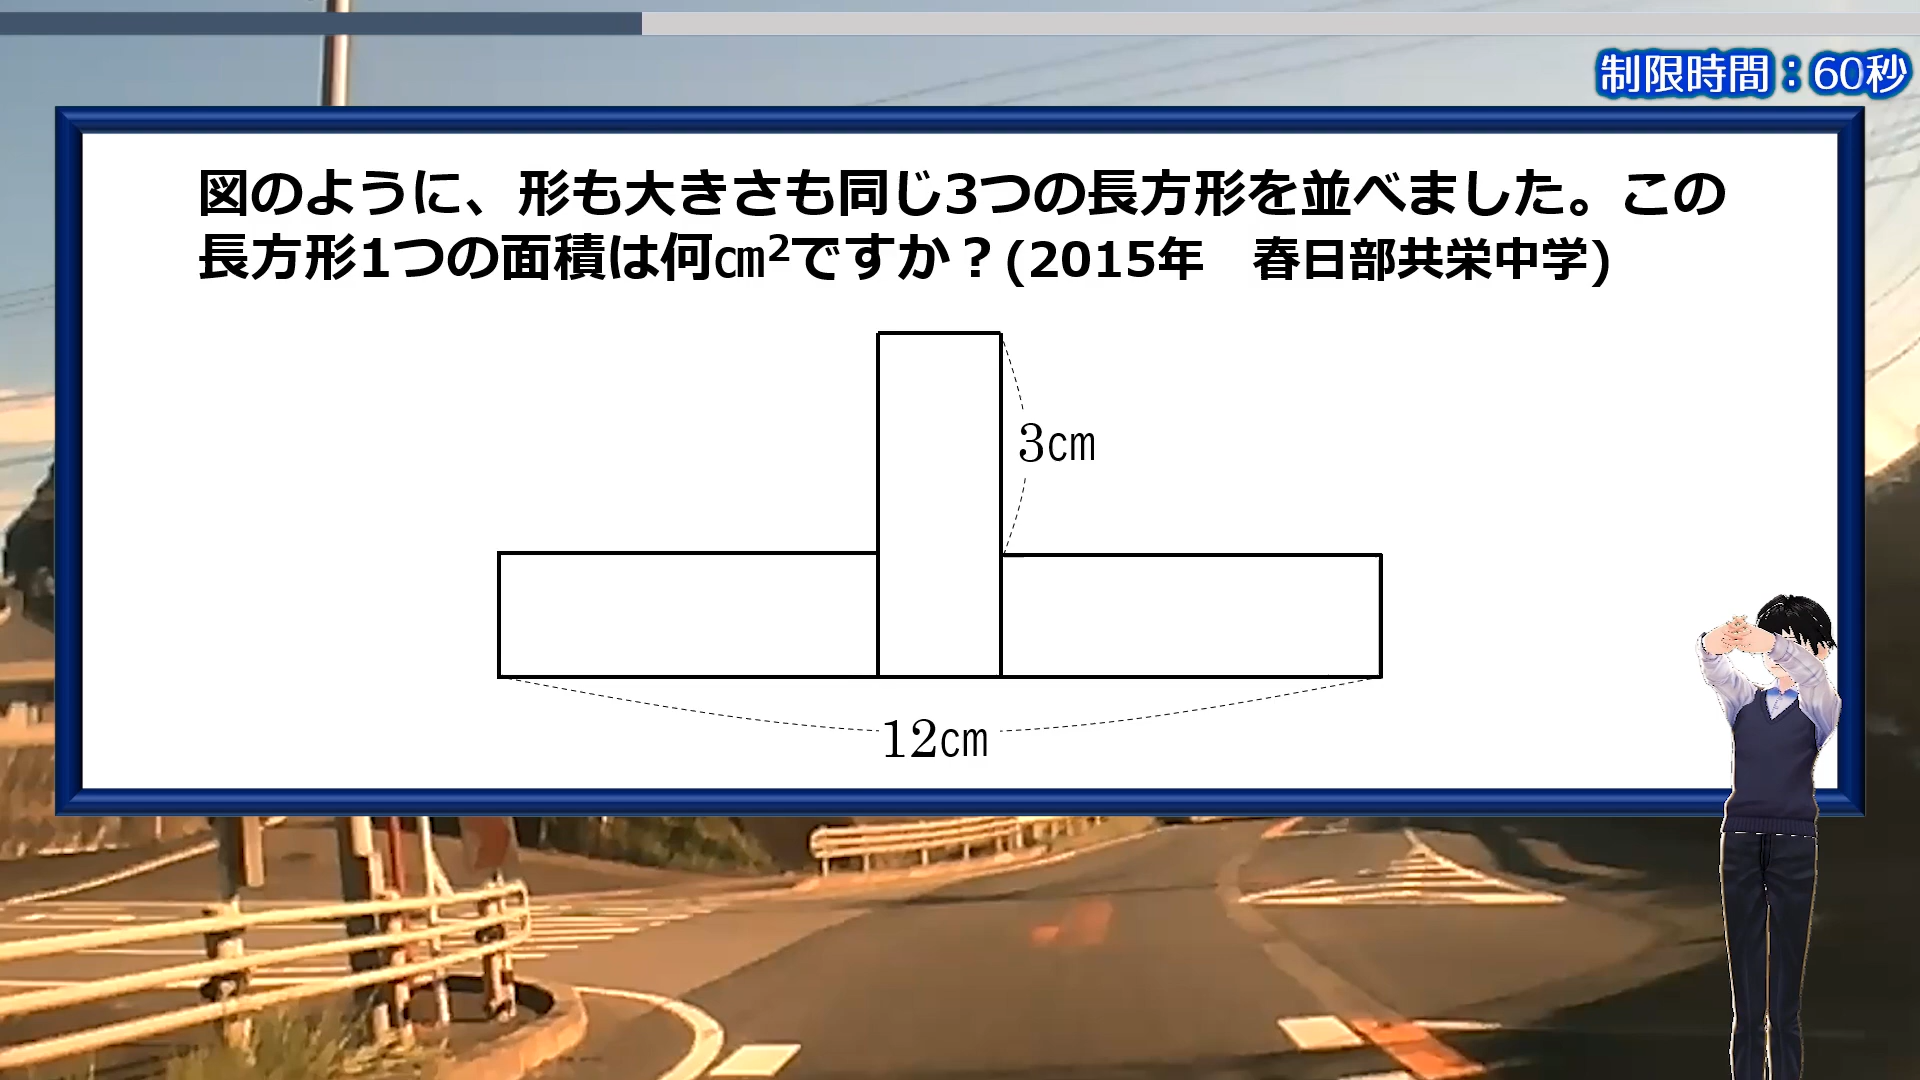 制限時間：60秒
図のように、形も大きさも同じ3つの長方形を並べました。この
長方形1つの面積は何㎝²ですか？(2015年　春日部共栄中学)
3㎝
12㎝